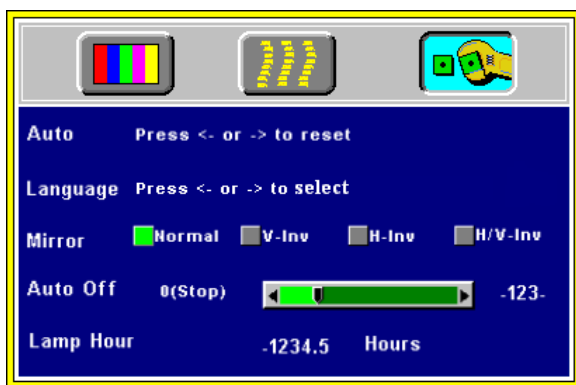 Auto Press <- or -> to reset
Language Press <- or -> to select
Mirror Normal V-Inv H-Inv H/V-Inv
Auto Off 0(Stop) -123-
Lamp Hour -1234.5 Hours